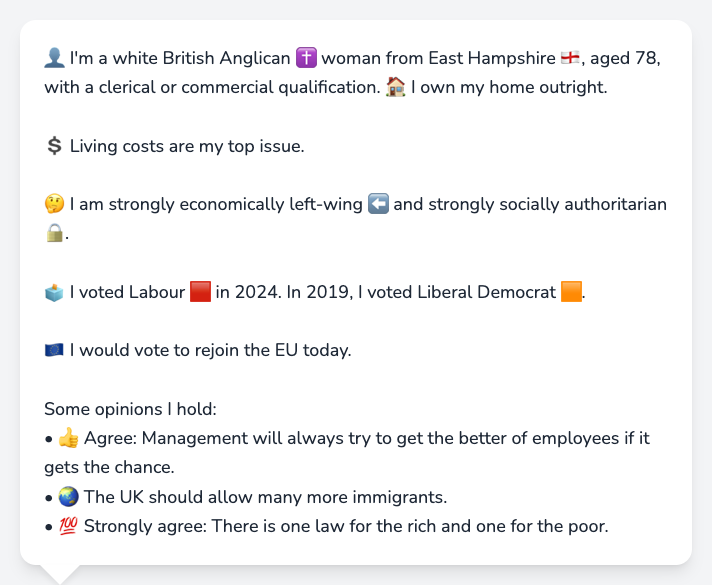 👤 I'm a white British Anglican ✝️ woman from East Hampshire 🏴󠁧󠁢󠁥󠁮󠁧󠁿, aged 78,
with a clerical or commercial qualification. 🏠 I own my home outright.
💲 Living costs are my top issue.
🤔 I am strongly economically left-wing ⬅️ and strongly socially authoritarian
🔒.
🗳️ I voted Labour 🟥 in 2024. In 2019, I voted Liberal Democrat 🟧.
🇪🇺 I would vote to rejoin the EU today.
Some opinions I hold:
• 👍 Agree: Management will always try to get the better of employees if it
gets the chance.
• 🌏 The UK should allow many more immigrants.
• 💯 Strongly agree: There is one law for the rich and one for the poor.